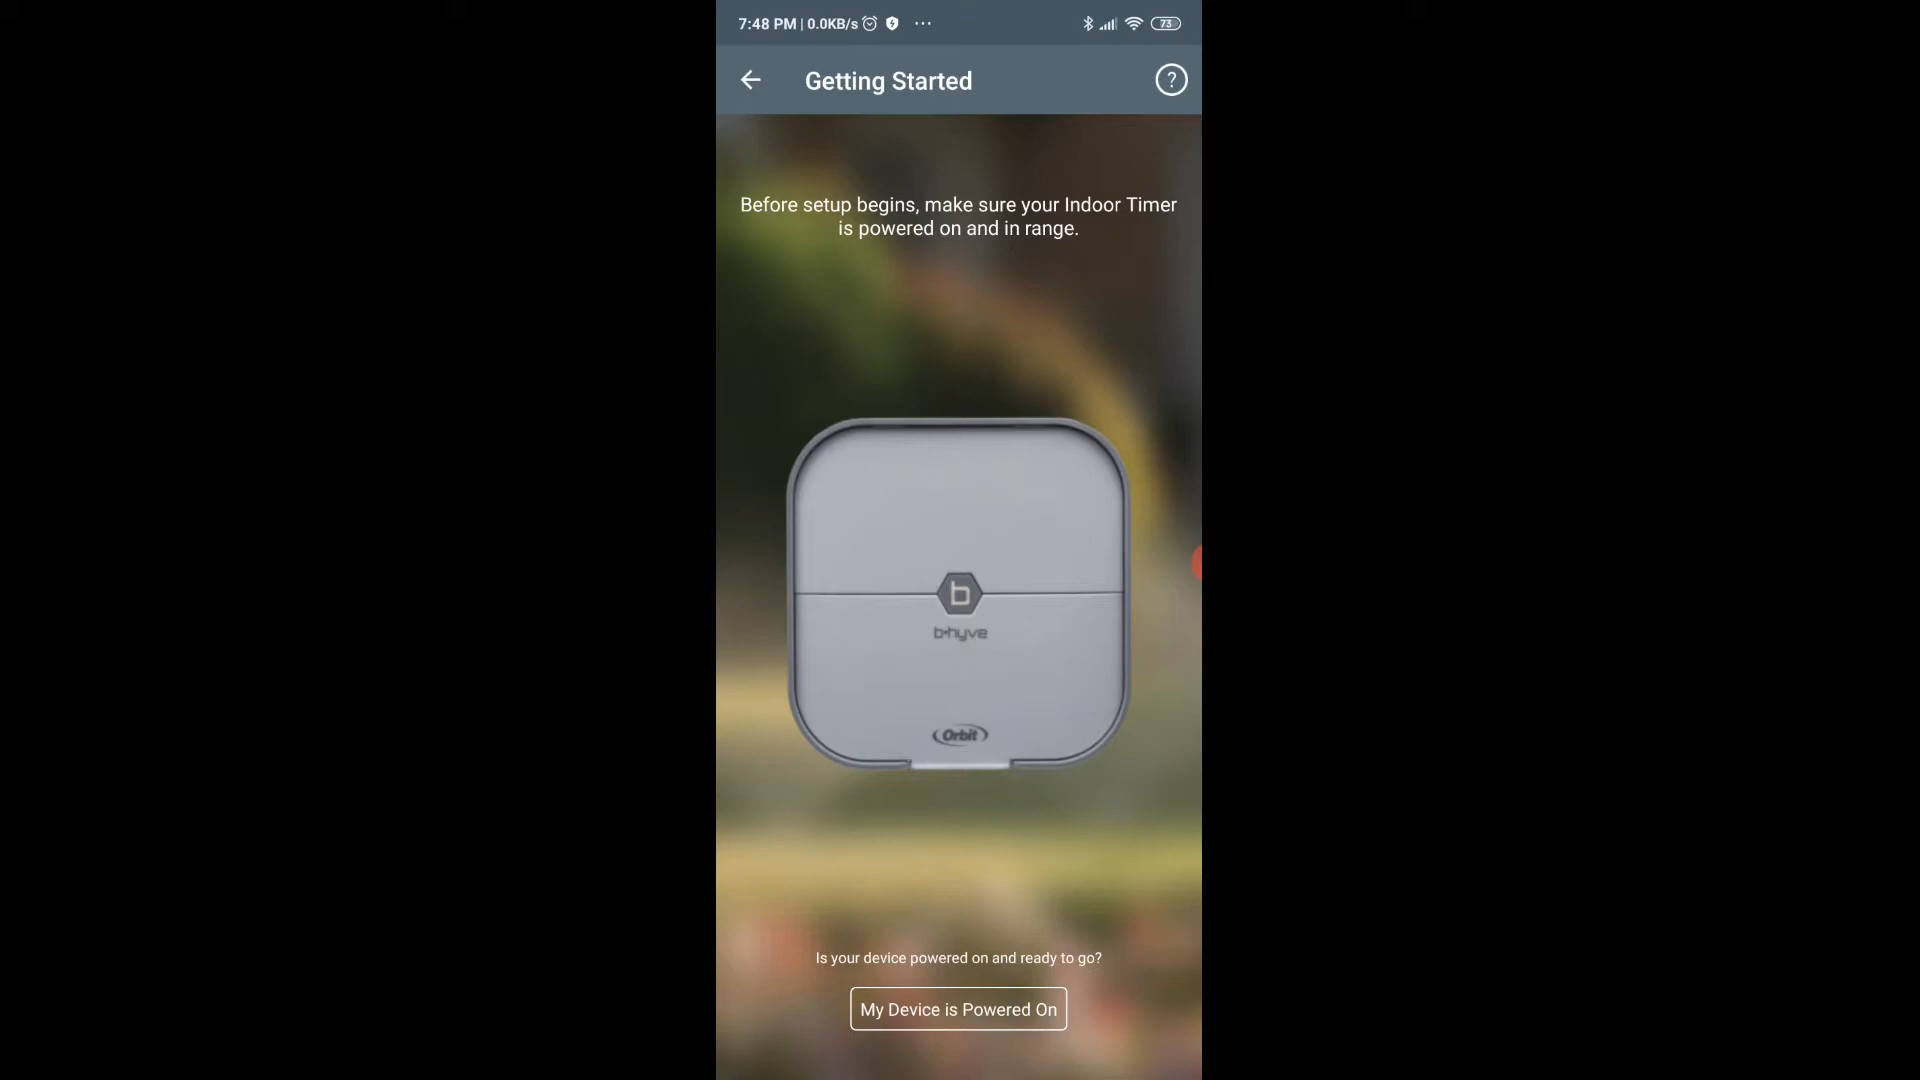 7:48 PM | 0.0KB/s ... 73
Getting Started ?
Before setup begins, make sure your Indoor Timer
is powered on and in range.
b
b•hyve
Orbit
Is your device powered on and ready to go?
My Device is Powered On